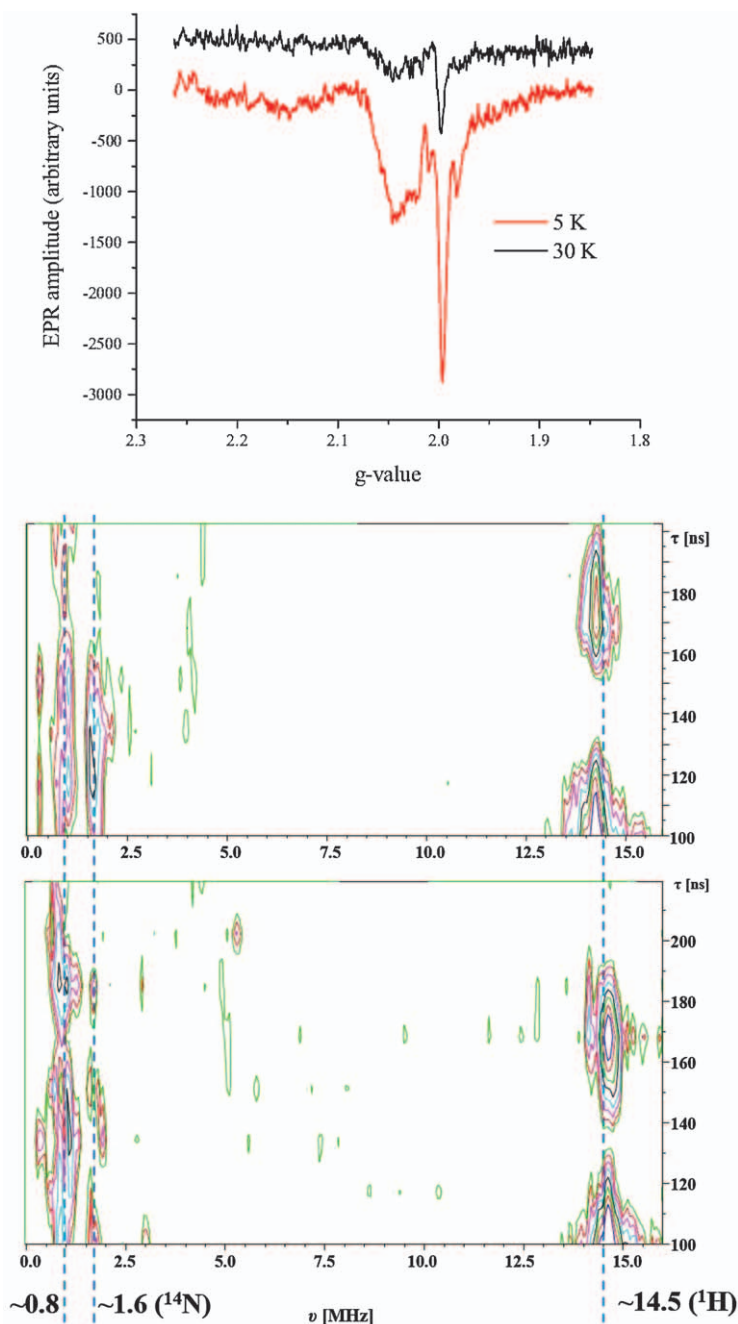 500
0
-500
-1000
-1500
-2000
-2500
-3000
EPR amplitude (arbitrary units)
5 K
30 K
2.3 2.2 2.1 2.0 1.9 1.8
g-value
τ [ns]
180
160
140
120
100
0.0 2.5 5.0 7.5 10.0 12.5 15.0
τ [ns]
200
180
160
140
120
100
0.0 2.5 5.0 7.5 10.0 12.5 15.0
~0.8 ~1.6 (¹⁴N) υ [MHz] ~14.5 (¹H)